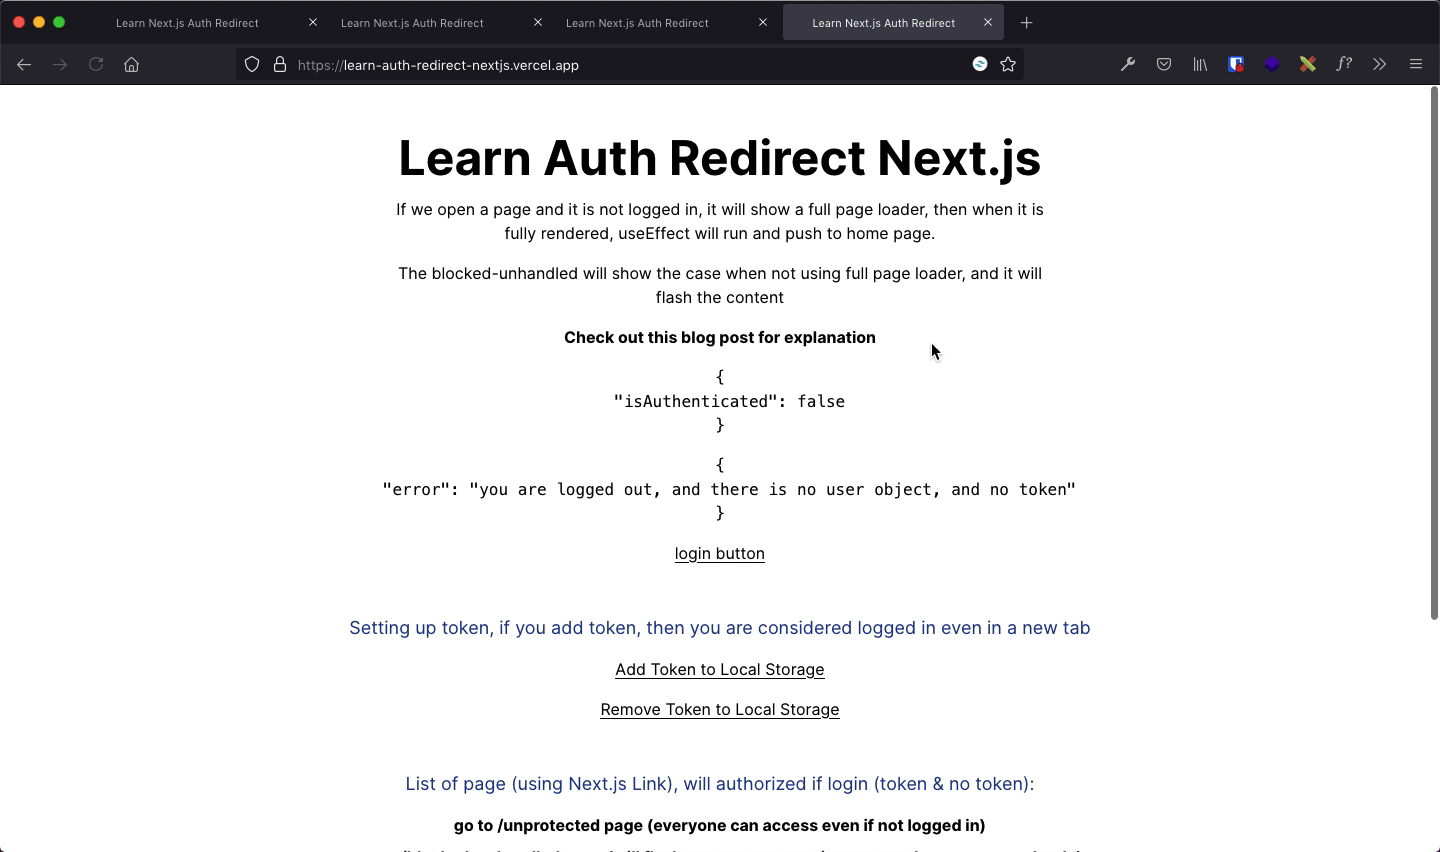 Learn Next.js Auth Redirect
Learn Next.js Auth Redirect
Learn Next.js Auth Redirect
Learn Next.js Auth Redirect
https://learn-auth-redirect-nextjs.vercel.app
f?
Learn Auth Redirect Next.js
If we open a page and it is not logged in, it will show a full page loader, then when it is
fully rendered, useEffect will run and push to home page.
The blocked-unhandled will show the case when not using full page loader, and it will
flash the content
Check out this blog post for explanation
{
"isAuthenticated": false
}
{
"error": "you are logged out, and there is no user object, and no token"
}
login button
Setting up token, if you add token, then you are considered logged in even in a new tab
Add Token to Local Storage
Remove Token to Local Storage
List of page (using Next.js Link), will authorized if login (token & no token):
go to /unprotected page (everyone can access even if not logged in)